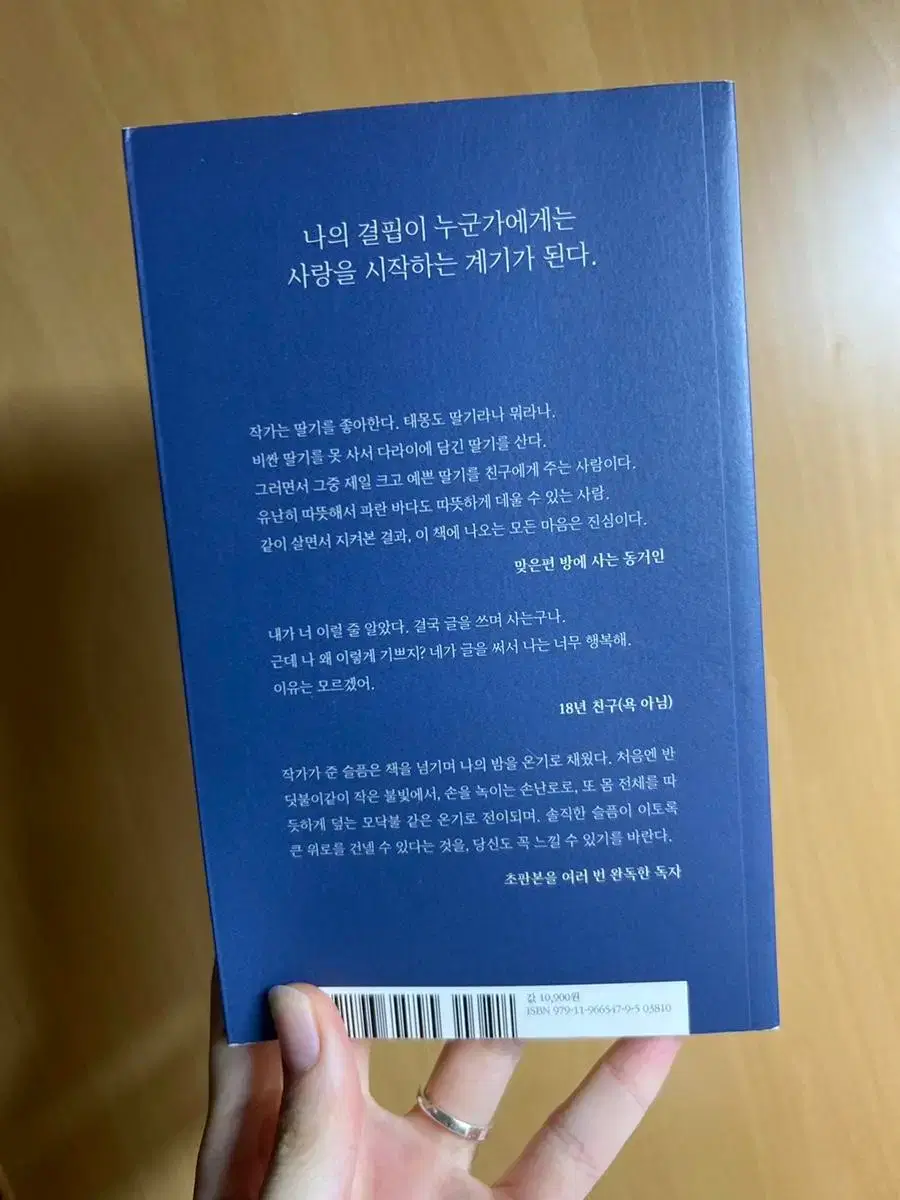 나의 결핍이 누군가에게는
사랑을 시작하는 계기가 된다.
작가는 딸기를 좋아한다. 태몽도 딸기라나 뭐라나.
비싼 딸기를 못 사서 다라이에 담긴 딸기를 산다.
그러면서 그중 제일 크고 예쁜 딸기를 친구에게 주는 사람이다.
유난히 따뜻해서 파란 바다도 따뜻하게 데울 수 있는 사람.
같이 살면서 지켜본 결과, 이 책에 나오는 모든 마음은 진심이다.
맞은편 방에 사는 동거인
내가 너 이럴 줄 알았다. 결국 글을 쓰며 사는구나.
근데 나 왜 이렇게 기쁘지? 네가 글을 써서 나는 너무 행복해.
이유는 모르겠어.
18년 친구(욕 아님)
작가가 준 슬픔은 책을 넘기며 나의 밤을 온기로 채웠다. 처음엔 반
딧불이같이 작은 불빛에서, 손을 녹이는 손난로로, 또 몸 전체를 따
듯하게 덮는 모닥불 같은 온기로 전이되며. 솔직한 슬픔이 이토록
큰 위로를 건넬 수 있다는 것을, 당신도 꼭 느낄 수 있기를 바란다.
초판본을 여러 번 완독한 독자
값 10,900원
ISBN 979-11-966547-9-5 03810